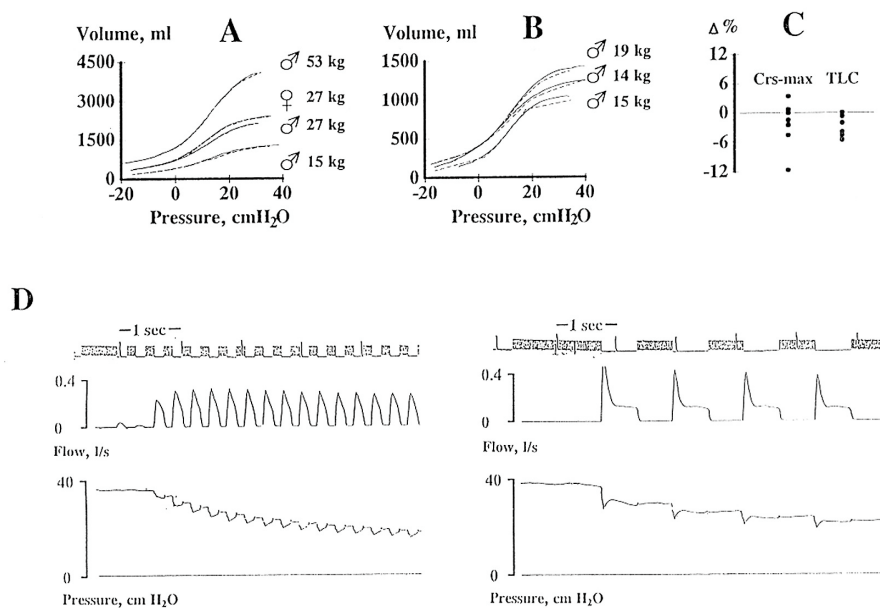 A
Volume, ml
4500
3000
1500
0
-20
0
20
40
Pressure, cmH₂O
♂ 53 kg
♀ 27 kg
♂ 27 kg
♂ 15 kg
B
Volume, ml
1500
1000
500
0
-20
0
20
40
Pressure, cmH₂O
♂ 19 kg
♂ 14 kg
♂ 15 kg
C
Δ %
12
6
0
-6
-12
Crs-max
TLC
D
1 sec
0.4
0
Flow, l/s
40
0
Pressure, cm H₂O
1 sec
0.4
0
Flow, l/s
40
0
Pressure, cm H₂O